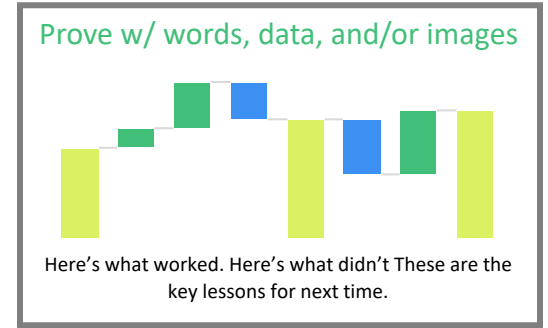 Prove w/ words, data, and/or images
Here’s what worked. Here’s what didn’t These are the
key lessons for next time.